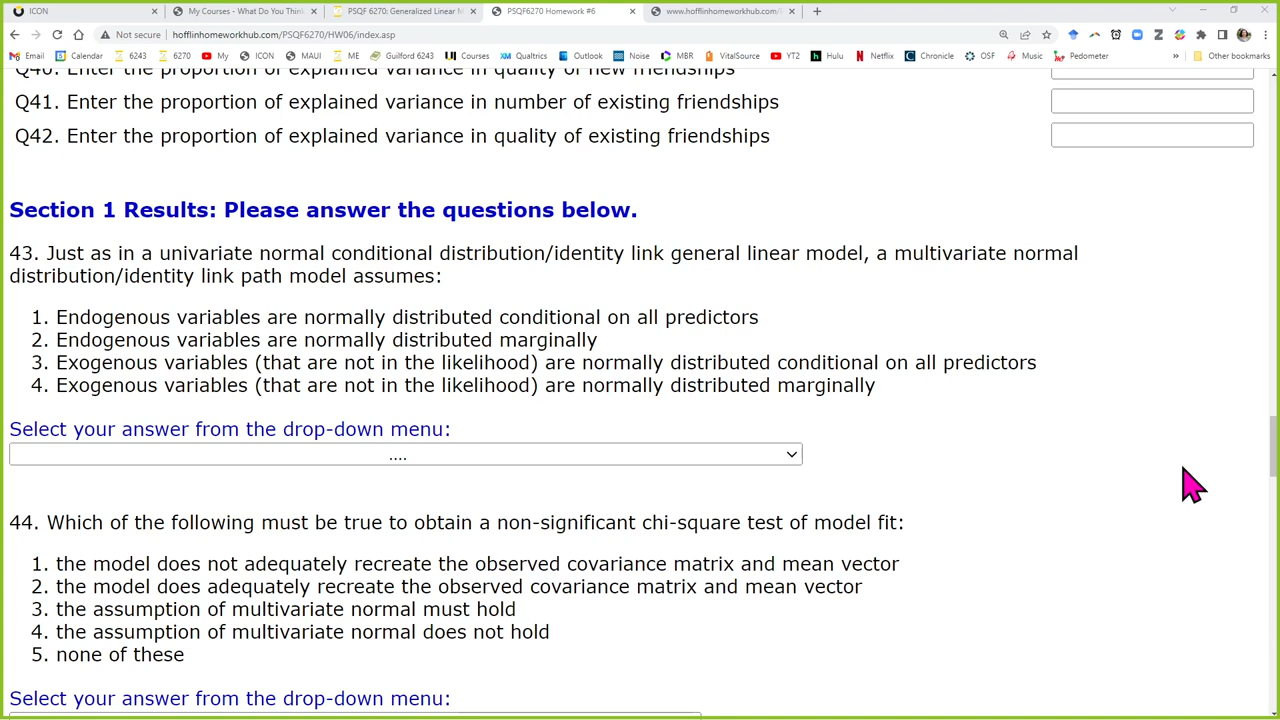 ICON
My Courses - What Do You Think
PSQF 6270: Generalized Linear M
PSQF6270 Homework #6
www.hofflinhomeworkhub.com/
Not secure | hofflinhomeworkhub.com/PSQF6270/HW06/index.asp
Email Calendar 6243 6270 My ICON MAUI ME Guilford 6243 Courses Qualtrics Outlook Noise MBR VitalSource YT2 Hulu Netflix Chronicle OSF Music Pedometer » Other bookmarks
Q40. Enter the proportion of explained variance in quality of new friendships
Q41. Enter the proportion of explained variance in number of existing friendships
Q42. Enter the proportion of explained variance in quality of existing friendships
Section 1 Results: Please answer the questions below.
43. Just as in a univariate normal conditional distribution/identity link general linear model, a multivariate normal
distribution/identity link path model assumes:
1. Endogenous variables are normally distributed conditional on all predictors
2. Endogenous variables are normally distributed marginally
3. Exogenous variables (that are not in the likelihood) are normally distributed conditional on all predictors
4. Exogenous variables (that are not in the likelihood) are normally distributed marginally
Select your answer from the drop-down menu:
....
44. Which of the following must be true to obtain a non-significant chi-square test of model fit:
1. the model does not adequately recreate the observed covariance matrix and mean vector
2. the model does adequately recreate the observed covariance matrix and mean vector
3. the assumption of multivariate normal must hold
4. the assumption of multivariate normal does not hold
5. none of these
Select your answer from the drop-down menu: